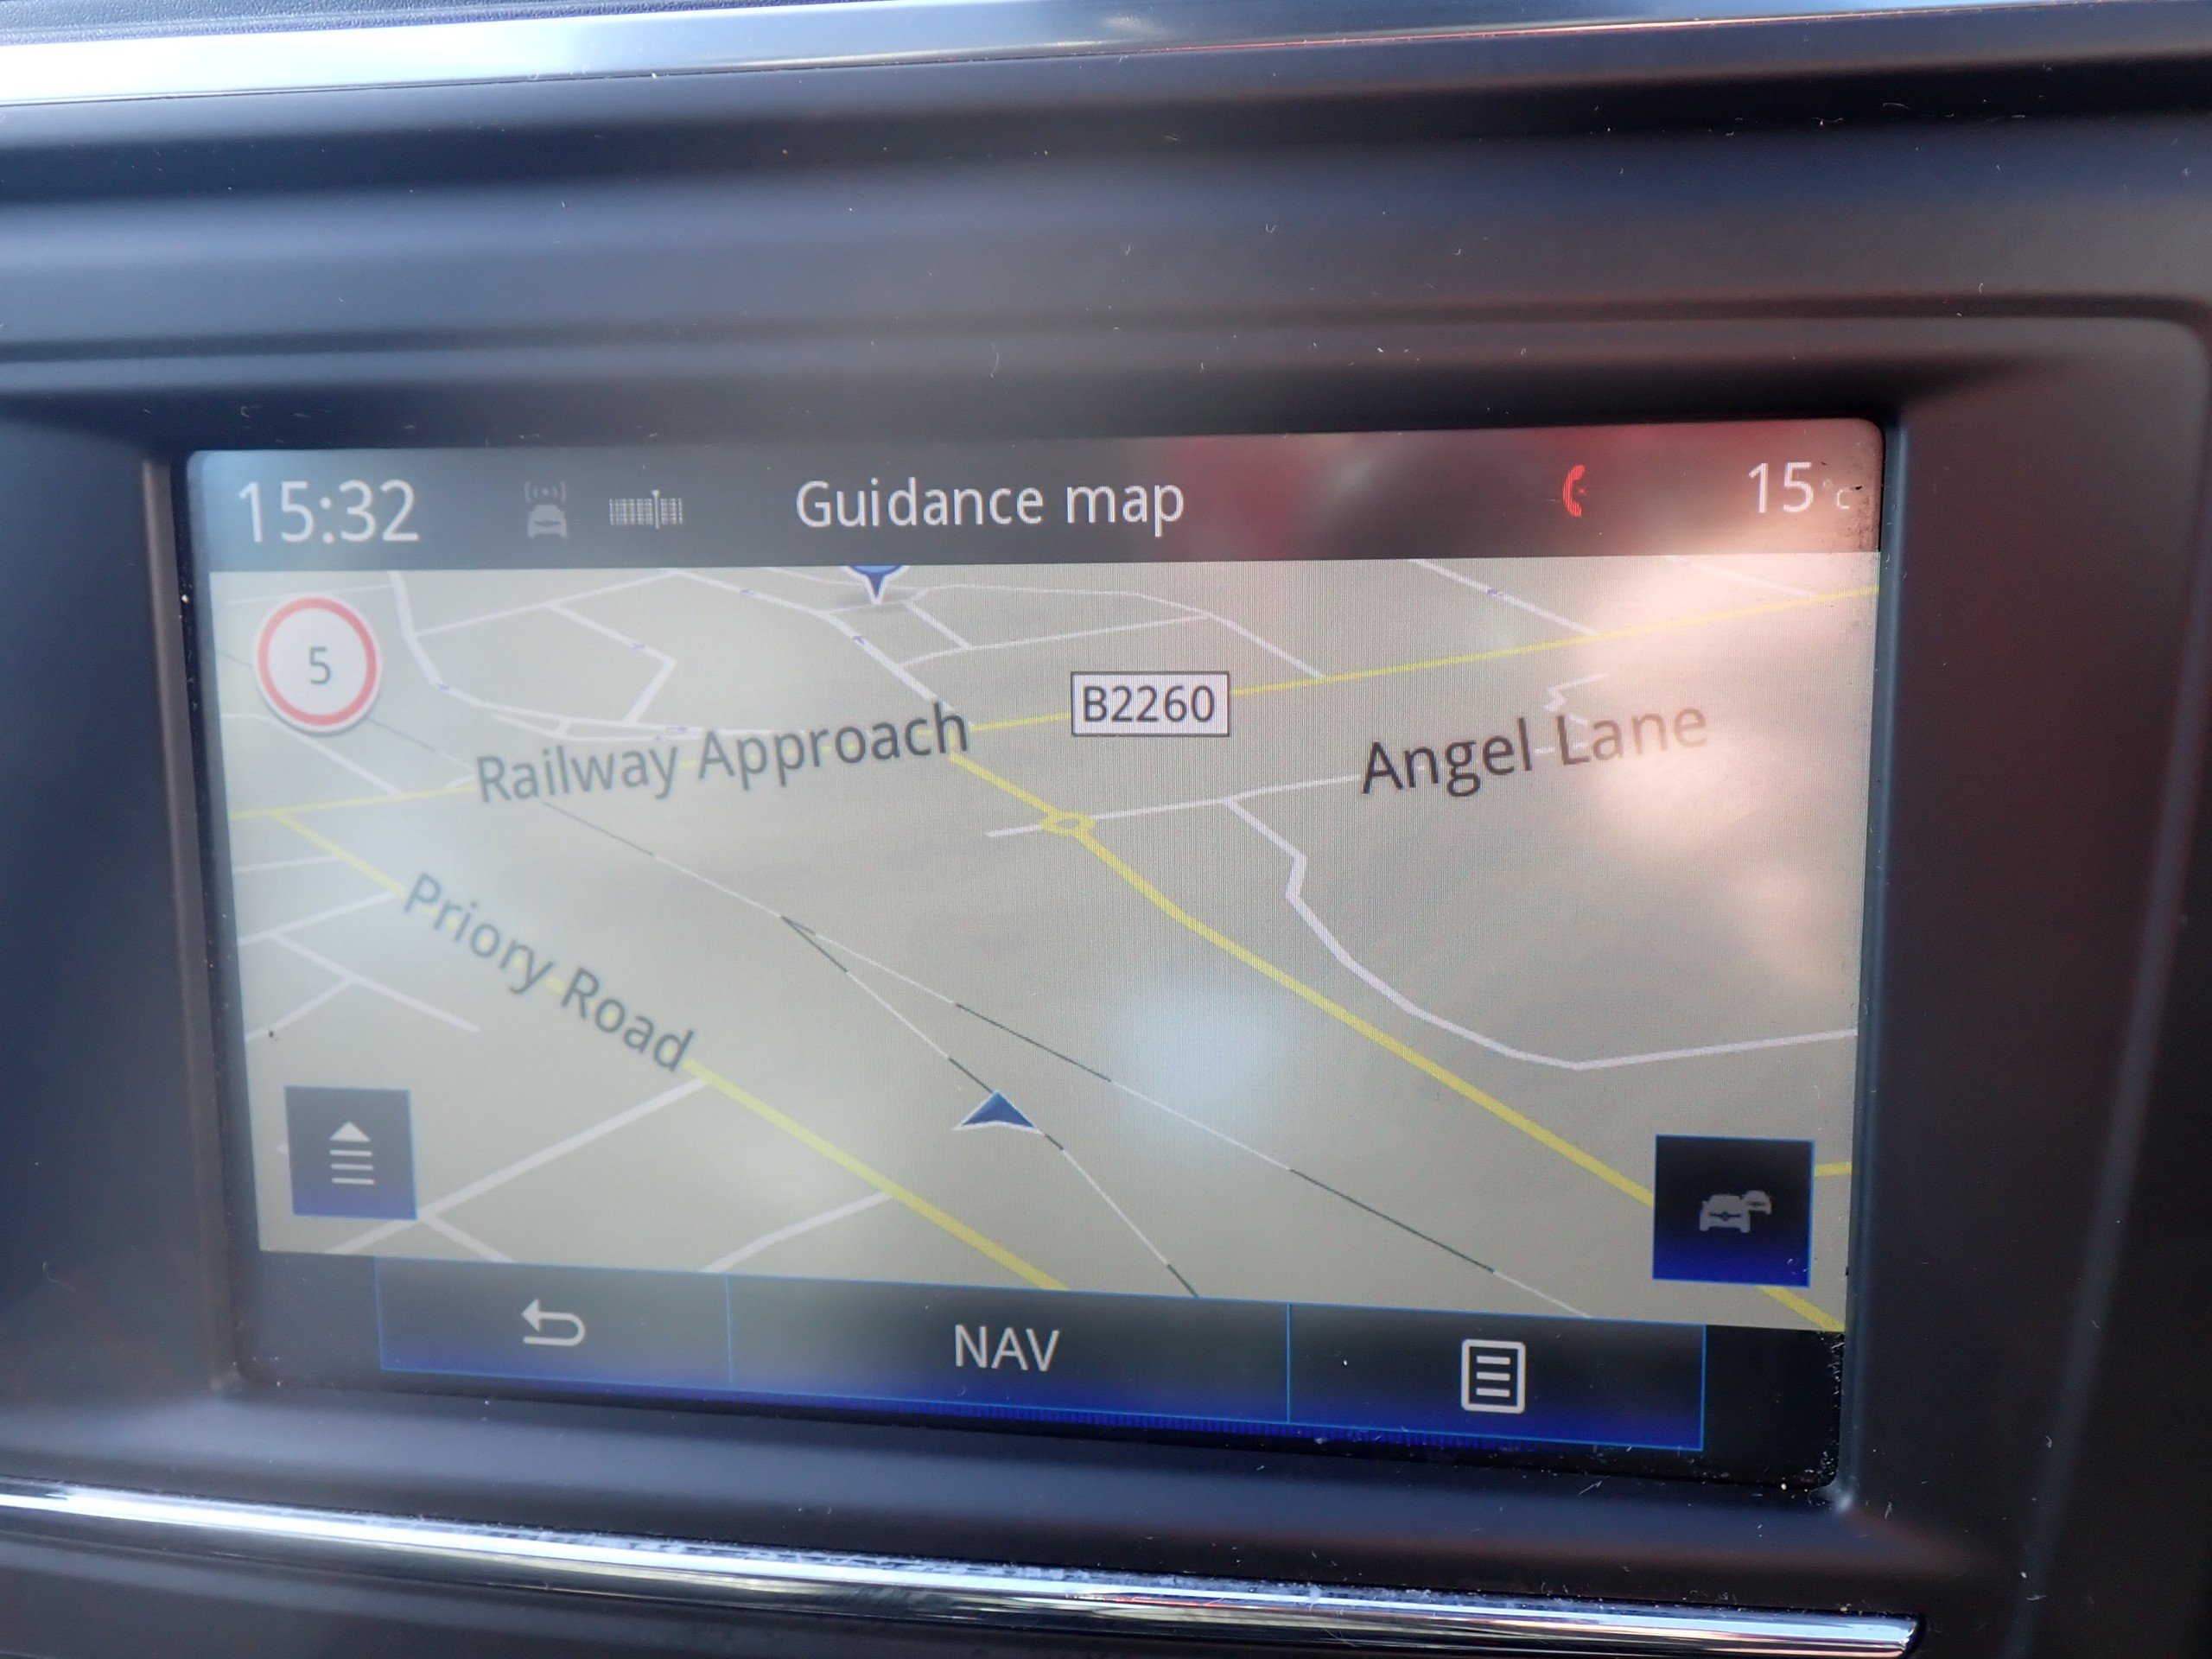 15:32
Guidance map
15 °C
5
B2260
Railway Approach
Angel Lane
Priory Road
NAV